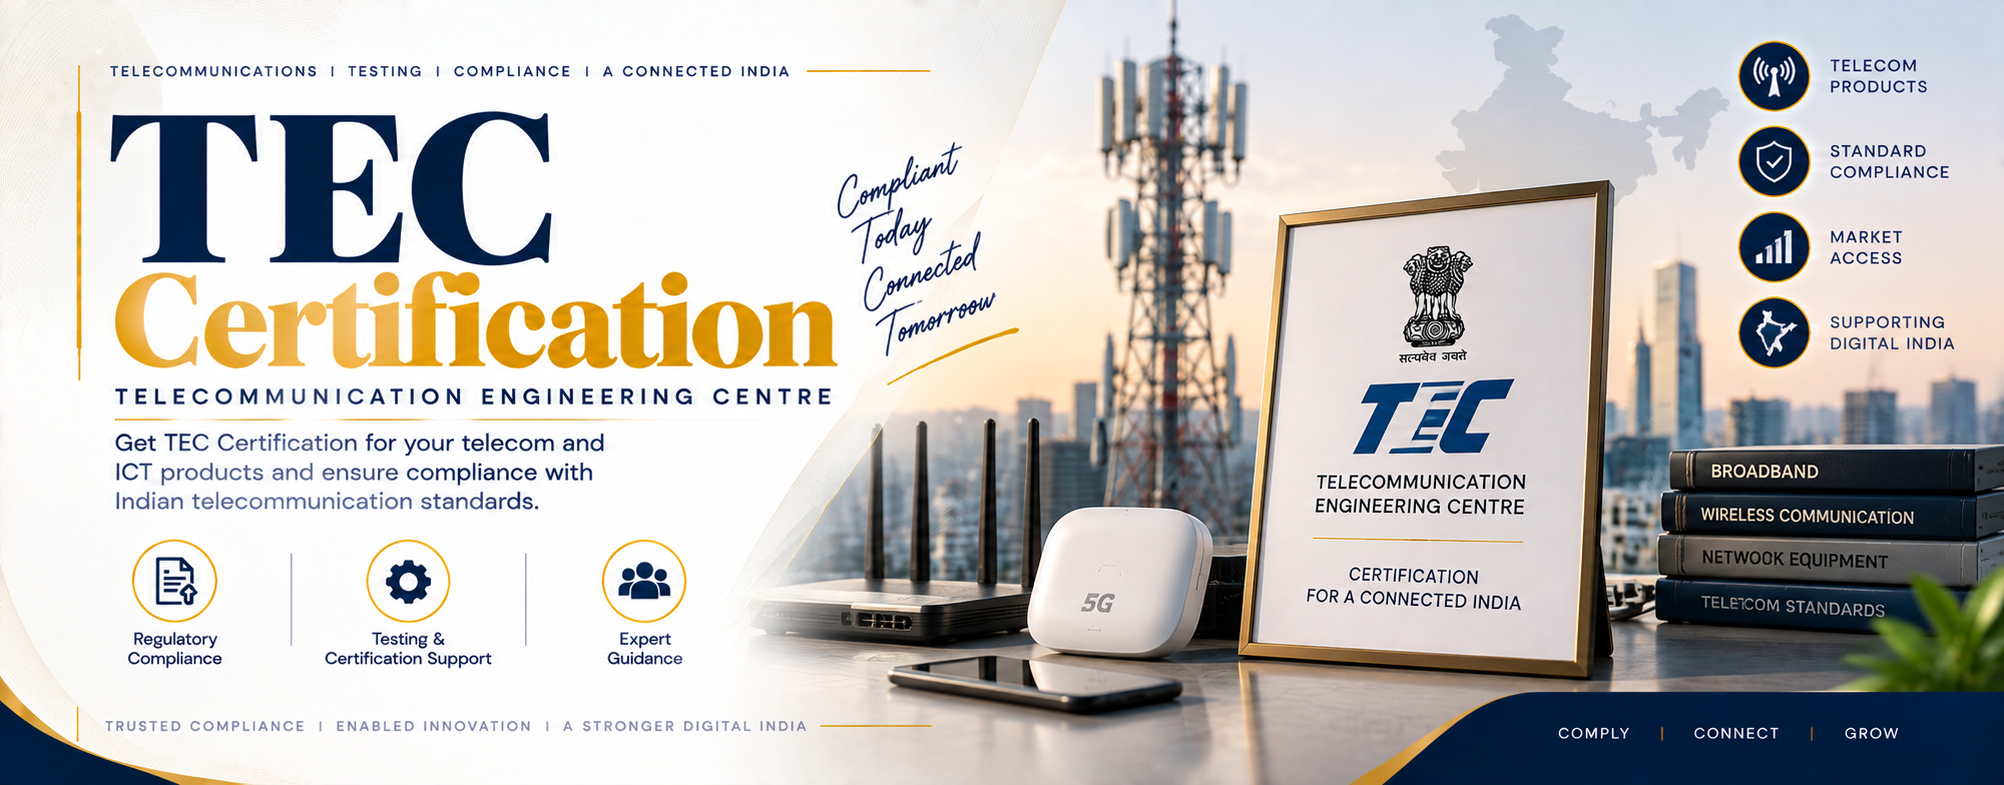 TELECOMMUNICATIONS | TESTING | COMPLIANCE | A CONNECTED INDIA
TEC
Certification
TELECOMMUNICATION ENGINEERING CENTRE
Get TEC Certification for your telecom and
ICT products and ensure compliance with
Indian telecommunication standards.
Regulatory
Compliance
Testing &
Certification Support
Expert
Guidance
TRUSTED COMPLIANCE | ENABLED INNOVATION | A STRONGER DIGITAL INDIA
Compliant
Today
Connected
Tomorroow
5G
सत्यमेव जयते
TEC
TELECOMMUNICATION
ENGINEERING CENTRE
CERTIFICATION
FOR A CONNECTED INDIA
TELECOM
PRODUCTS
STANDARD
COMPLIANCE
MARKET
ACCESS
SUPPORTING
DIGITAL INDIA
BROADBAND
WIRELESS COMMUNICATION
NETWORK EQUIPMENT
STANDARDS
COMPLY | CONNECT | GROW